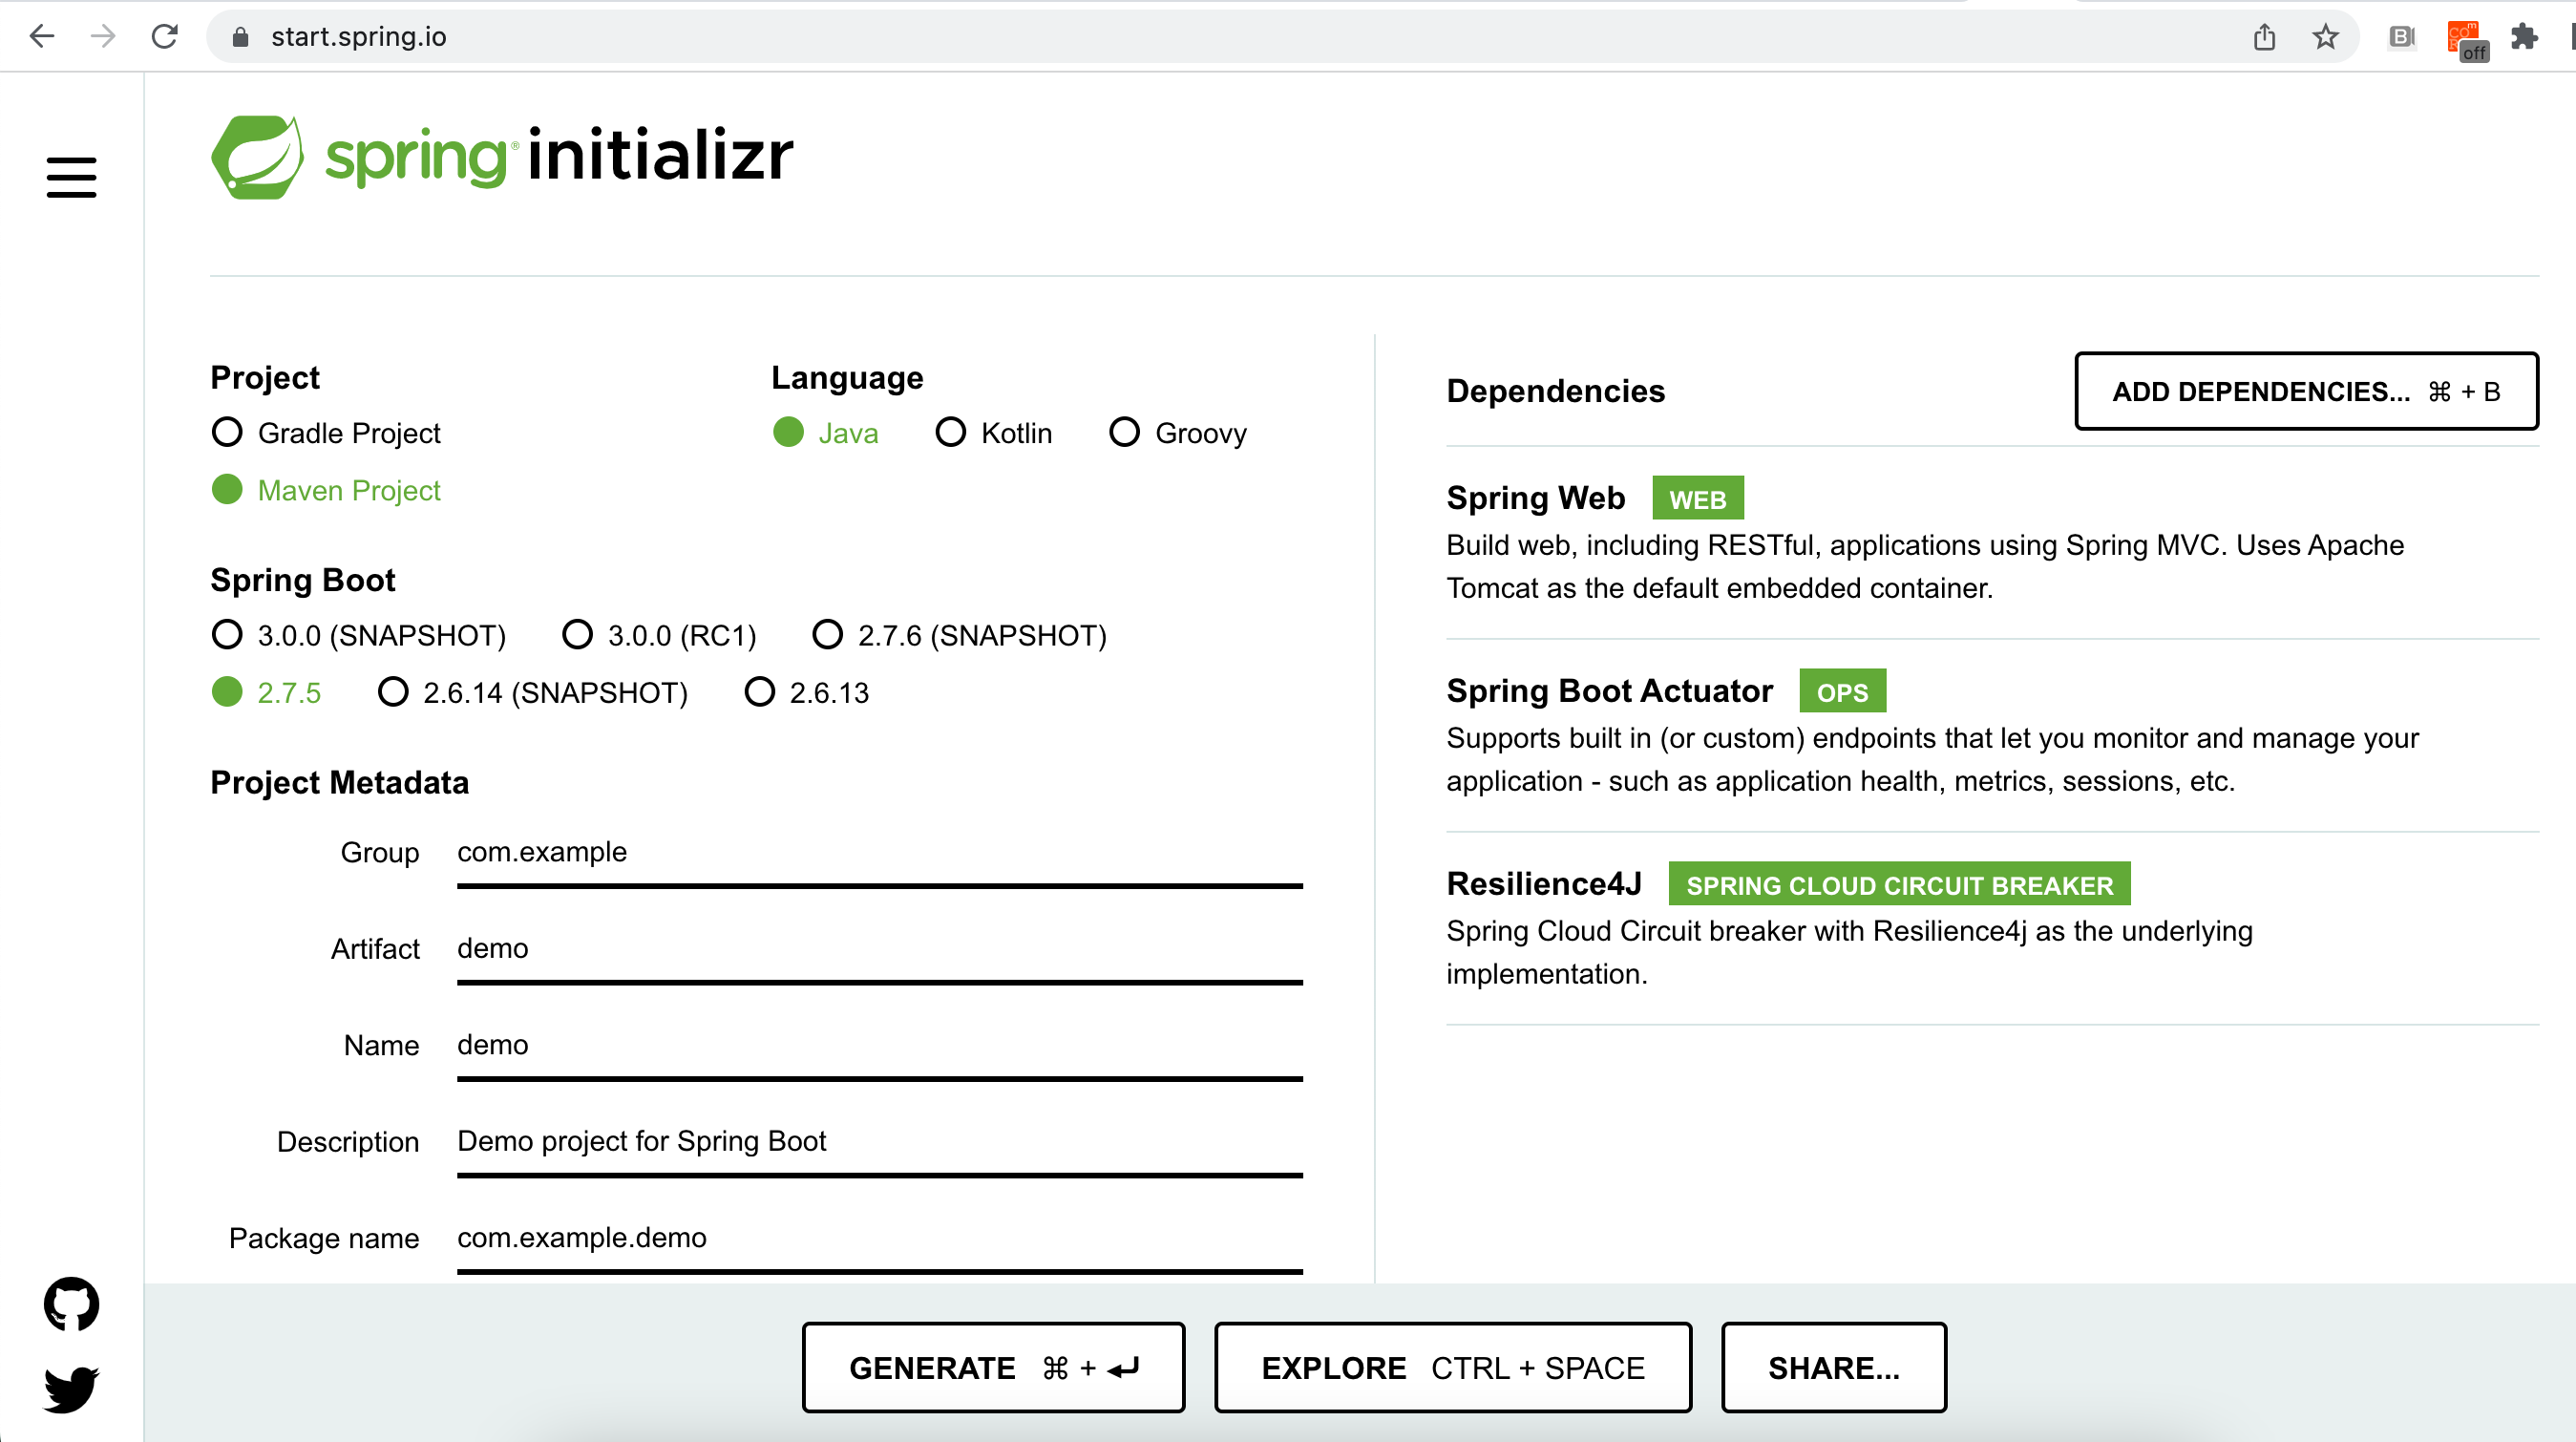 start.spring.io
off
spring® initializr
Project
Gradle Project
Maven Project
Language
Java Kotlin Groovy
Spring Boot
3.0.0 (SNAPSHOT) 3.0.0 (RC1) 2.7.6 (SNAPSHOT)
2.7.5 2.6.14 (SNAPSHOT) 2.6.13
Project Metadata
Group com.example
Artifact demo
Name demo
Description Demo project for Spring Boot
Package name com.example.demo
Dependencies
ADD DEPENDENCIES... ⌘ + B
Spring Web WEB
Build web, including RESTful, applications using Spring MVC. Uses Apache
Tomcat as the default embedded container.
Spring Boot Actuator OPS
Supports built in (or custom) endpoints that let you monitor and manage your
application - such as application health, metrics, sessions, etc.
Resilience4J SPRING CLOUD CIRCUIT BREAKER
Spring Cloud Circuit breaker with Resilience4j as the underlying
implementation.
GENERATE ⌘ + ↵
EXPLORE CTRL + SPACE
SHARE...